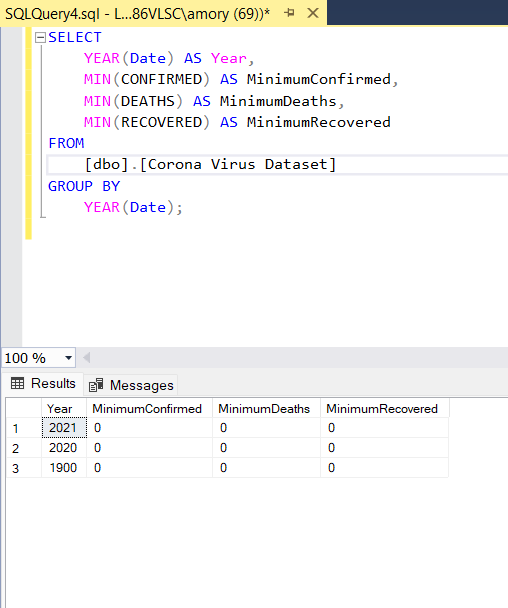 SQLQuery4.sql - L...86VLSC\amory (69))*
SELECT
YEAR(Date) AS Year,
MIN(CONFIRMED) AS MinimumConfirmed,
MIN(DEATHS) AS MinimumDeaths,
MIN(RECOVERED) AS MinimumRecovered
FROM
[dbo].[Corona Virus Dataset]
GROUP BY
YEAR(Date);
100 %
Results Messages
Year MinimumConfirmed MinimumDeaths MinimumRecovered
1 2021 0 0 0
2 2020 0 0 0
3 1900 0 0 0